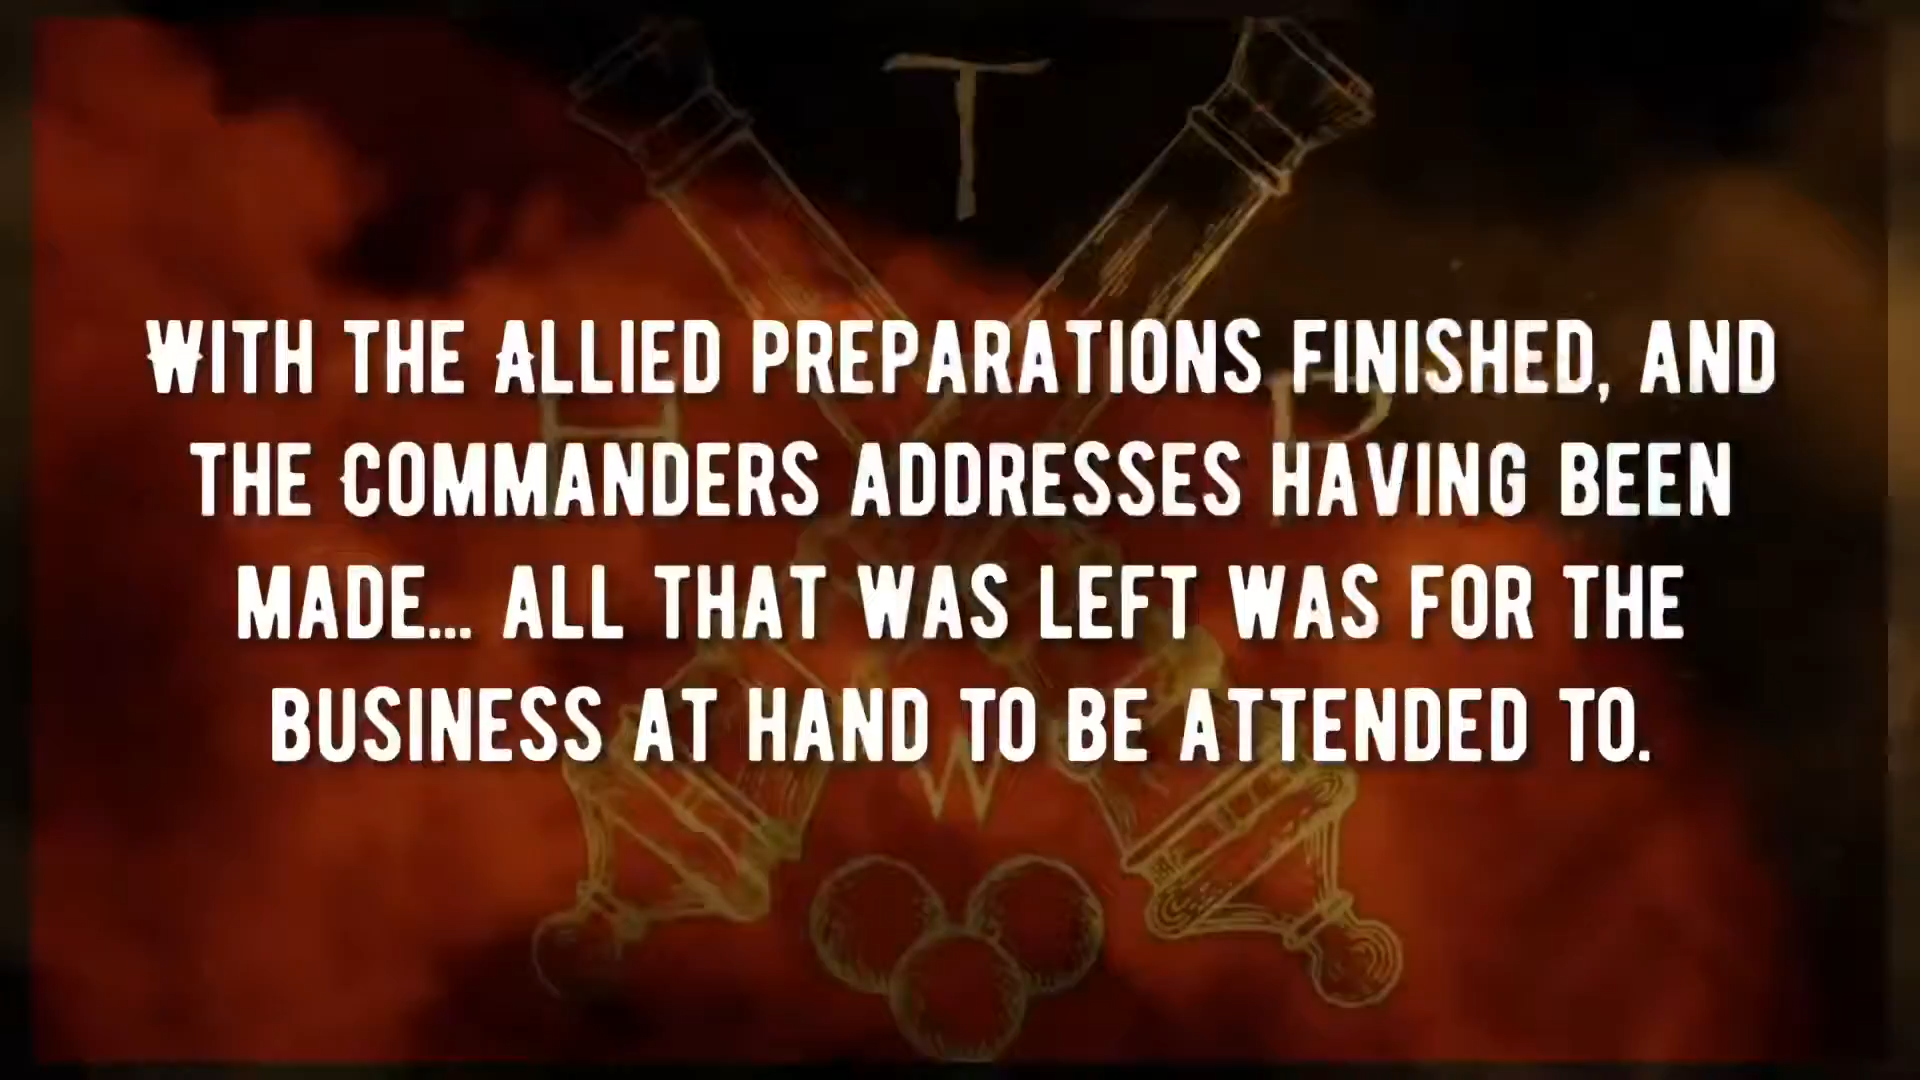 T
WITH THE ALLIED PREPARATIONS FINISHED, AND
H P
THE COMMANDERS ADDRESSES HAVING BEEN
MADE... ALL THAT WAS LEFT WAS FOR THE
BUSINESS AT HAND TO BE ATTENDED TO.
W